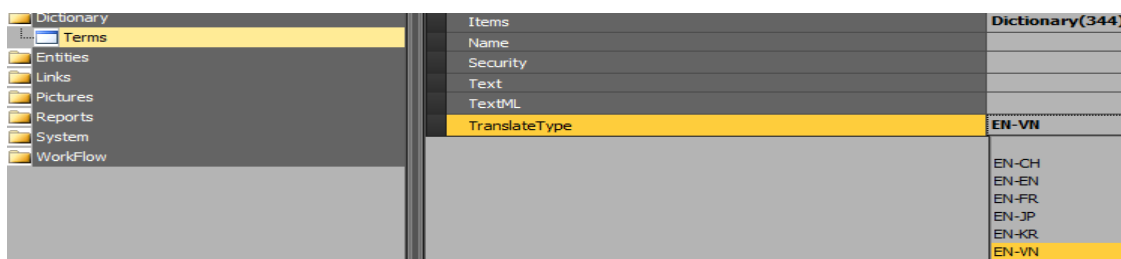 Dictionary
Terms
Entities
Links
Pictures
Reports
System
WorkFlow
Items Dictionary(344)
Name
Security
Text
TextML
TranslateType EN-VN
EN-CH
EN-EN
EN-FR
EN-JP
EN-KR
EN-VN